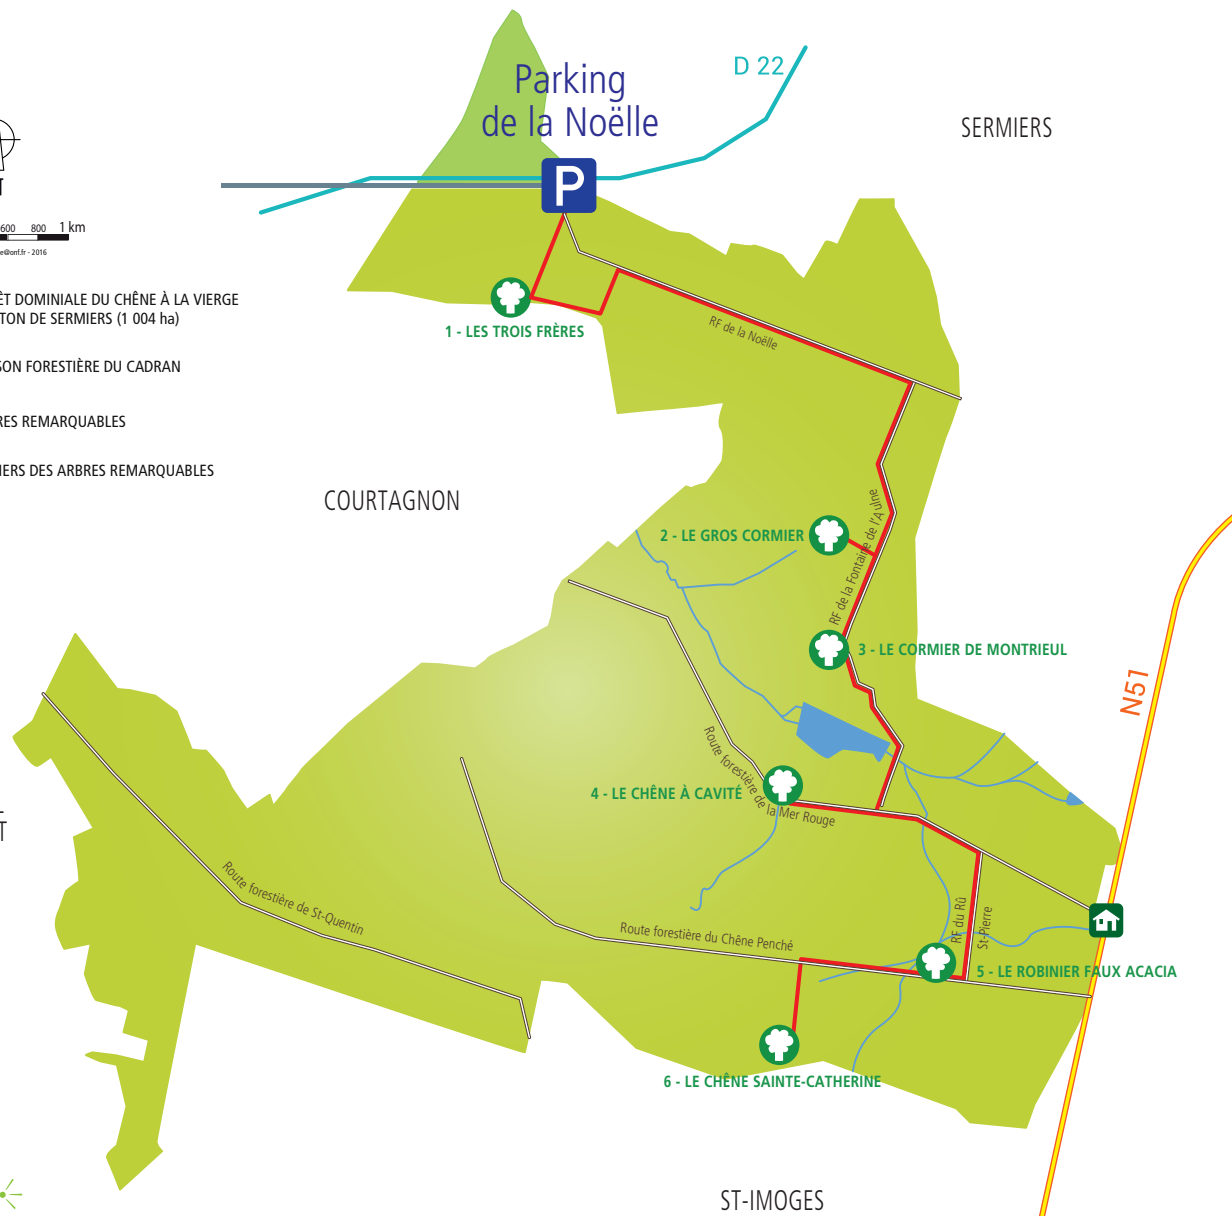 Parking
de la Noëlle
D 22
SERMIERS
P
600 800 1 km
e@onf.fr - 2016
ÊT DOMINIALE DU CHÊNE À LA VIERGE
TON DE SERMIERS (1 004 ha)
SON FORESTIÈRE DU CADRAN
RES REMARQUABLES
IERS DES ARBRES REMARQUABLES
1 - LES TROIS FRÈRES
RF de la Noëlle
COURTAGNON
2 - LE GROS CORMIER
RF de la Fontaine de l'Aulne
3 - LE CORMIER DE MONTRIEUL
N51
Route forestière de la Mer Rouge
4 - LE CHÊNE À CAVITÉ
T
Route forestière de St-Quentin
Route forestière du Chêne Penché
RF du Rû
St-Pierre
5 - LE ROBINIER FAUX ACACIA
6 - LE CHÊNE SAINTE-CATHERINE
ST-IMOGES